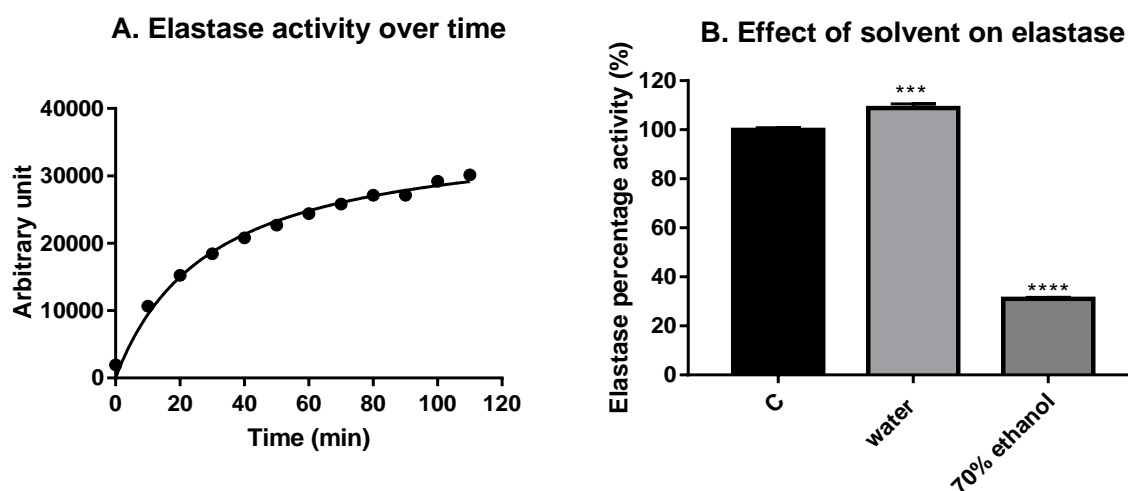 A. Elastase activity over time
Arbitrary unit
40000
30000
20000
10000
0
0 20 40 60 80 100 120
Time (min)
B. Effect of solvent on elastase
Elastase percentage activity (%)
120
100
80
60
40
20
0
***
****
C
water
70% ethanol